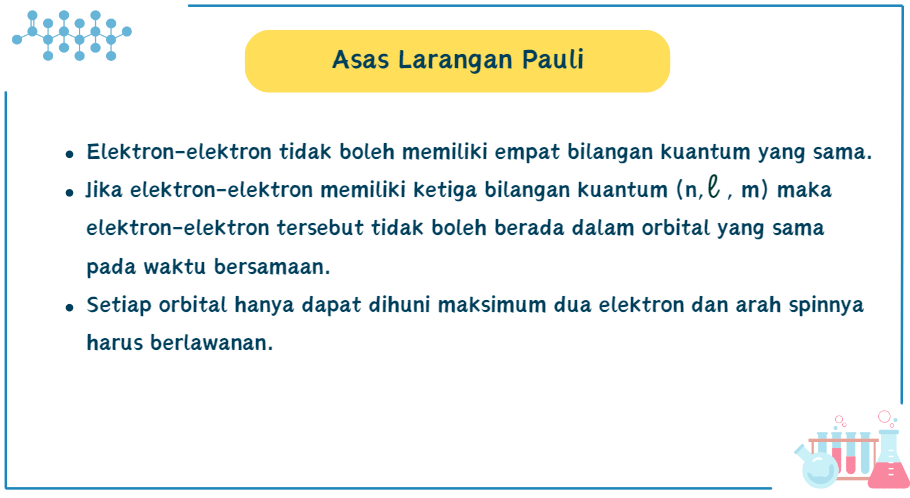 Asas Larangan Pauli
• Elektron-elektron tidak boleh memiliki empat bilangan kuantum yang sama.
• Jika elektron-elektron memiliki ketiga bilangan kuantum (n,ℓ , m) maka
elektron-elektron tersebut tidak boleh berada dalam orbital yang sama
pada waktu bersamaan.
• Setiap orbital hanya dapat dihuni maksimum dua elektron dan arah spinnya
harus berlawanan.